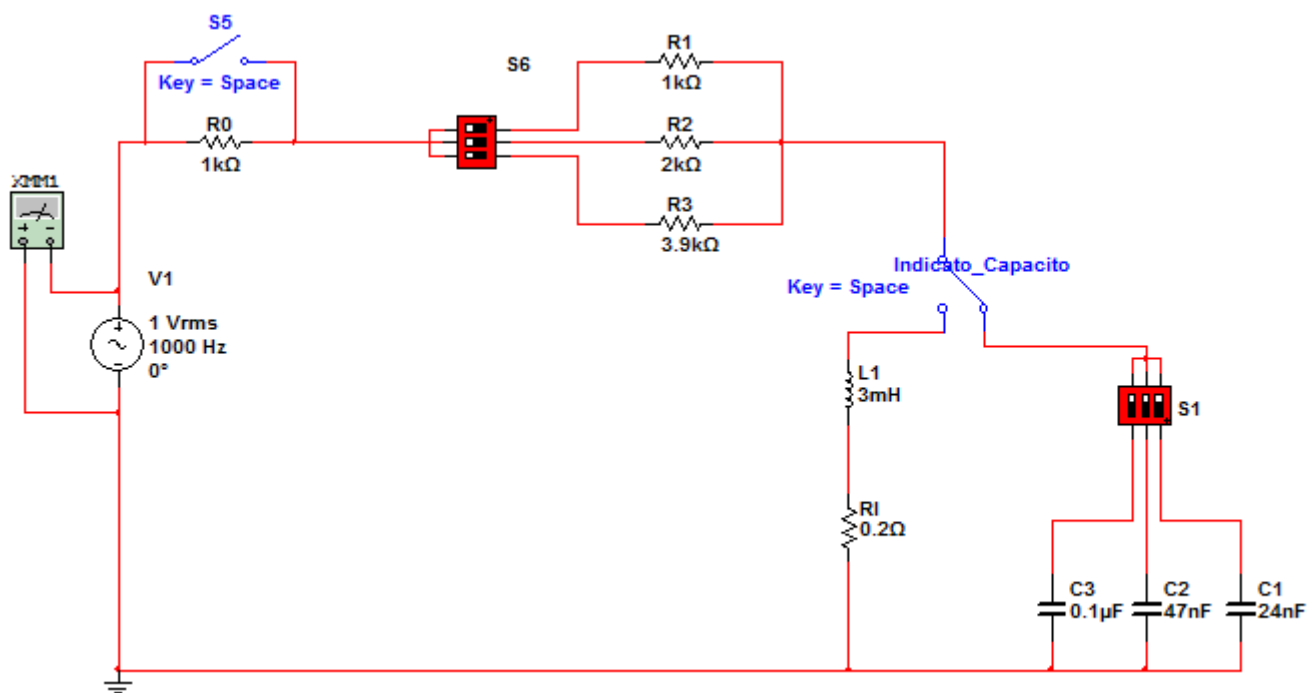 S5
Key = Space
R0
1kΩ
S6
R1
1kΩ
R2
2kΩ
R3
3.9kΩ
XMM1
V1
1 Vrms
1000 Hz
0°
Indicato_Capacito
Key = Space
L1
3mH
S1
Rl
0.2Ω
C3
0.1µF
C2
47nF
C1
24nF